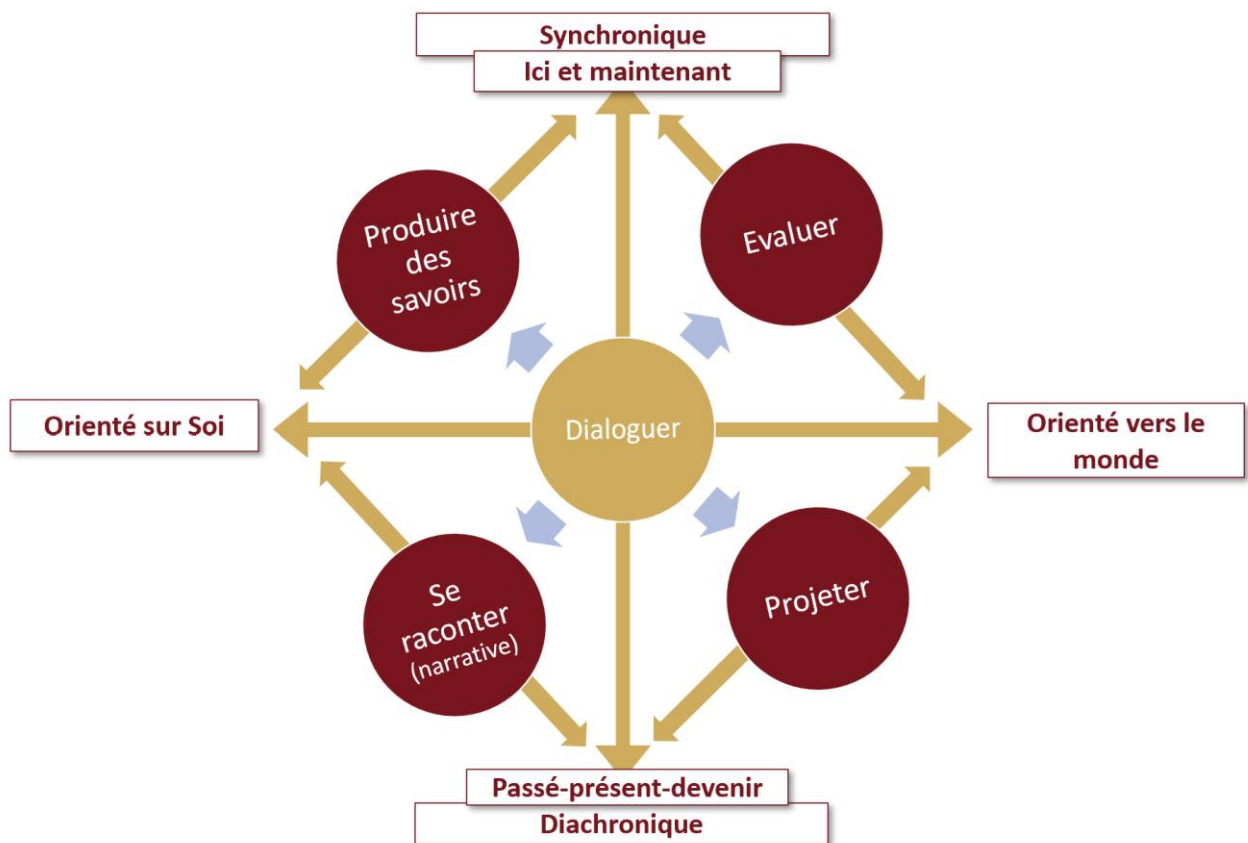 Synchronique
Ici et maintenant
Produire
des
savoirs
Evaluer
Orienté sur Soi
Dialoguer
Orienté vers le
monde
Se
raconter
(narrative)
Projeter
Passé-présent-devenir
Diachronique